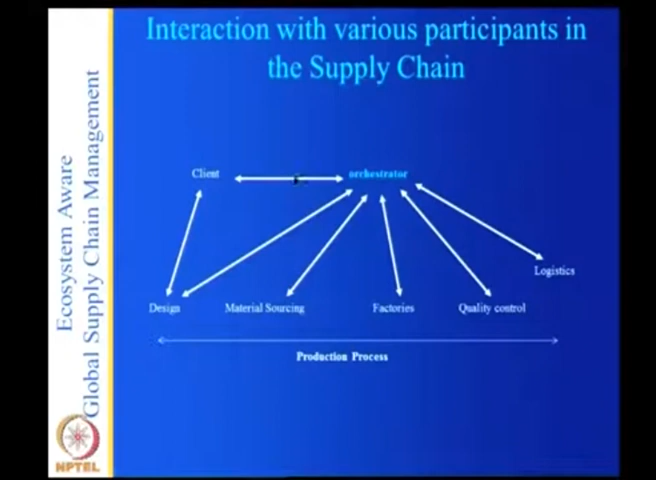 Interaction with various participants in
the Supply Chain
Ecosystem Aware
Global Supply Chain Management
Client
orchestrator
Logistics
Design
Material Sourcing
Factories
Quality control
Production Process
NPTEL